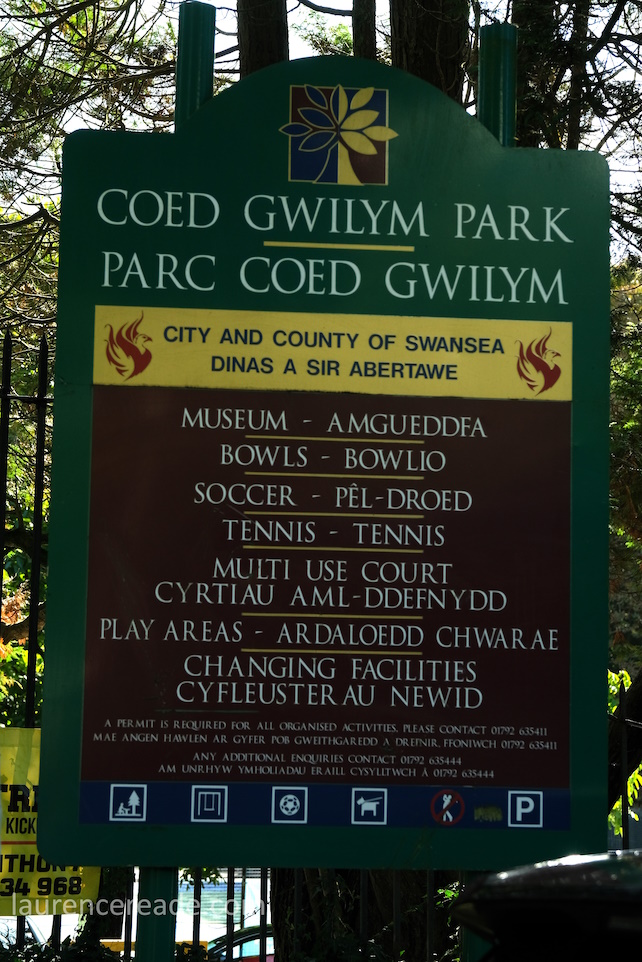 COED GWILYM PARK
PARC COED GWILYM
CITY AND COUNTY OF SWANSEA
DINAS A SIR ABERTAWE
MUSEUM - AMGUEDDFA
BOWLS - BOWLIO
SOCCER - PÊL-DROED
TENNIS - TENNIS
MULTI USE COURT
CYRTIAU AML-DDEFNYDD
PLAY AREAS - ARDALOEDD CHWARAE
CHANGING FACILITIES
CYFLEUSTERAU NEWID
A PERMIT IS REQUIRED FOR ALL ORGANISED ACTIVITIES. PLEASE CONTACT 01792 635411
MAE ANGEN HAWLEN AR GYFER POB GWEITHGAREDD A DREFNIR. FFONIWCH 01792 635411
ANY ADDITIONAL ENQUIRIES CONTACT 01792 635444
AM UNRHYW YMHOLIADAU ERAILL CYSYLLTWCH Â 01792 635444
P
KICK
34 968
laurencereade.com